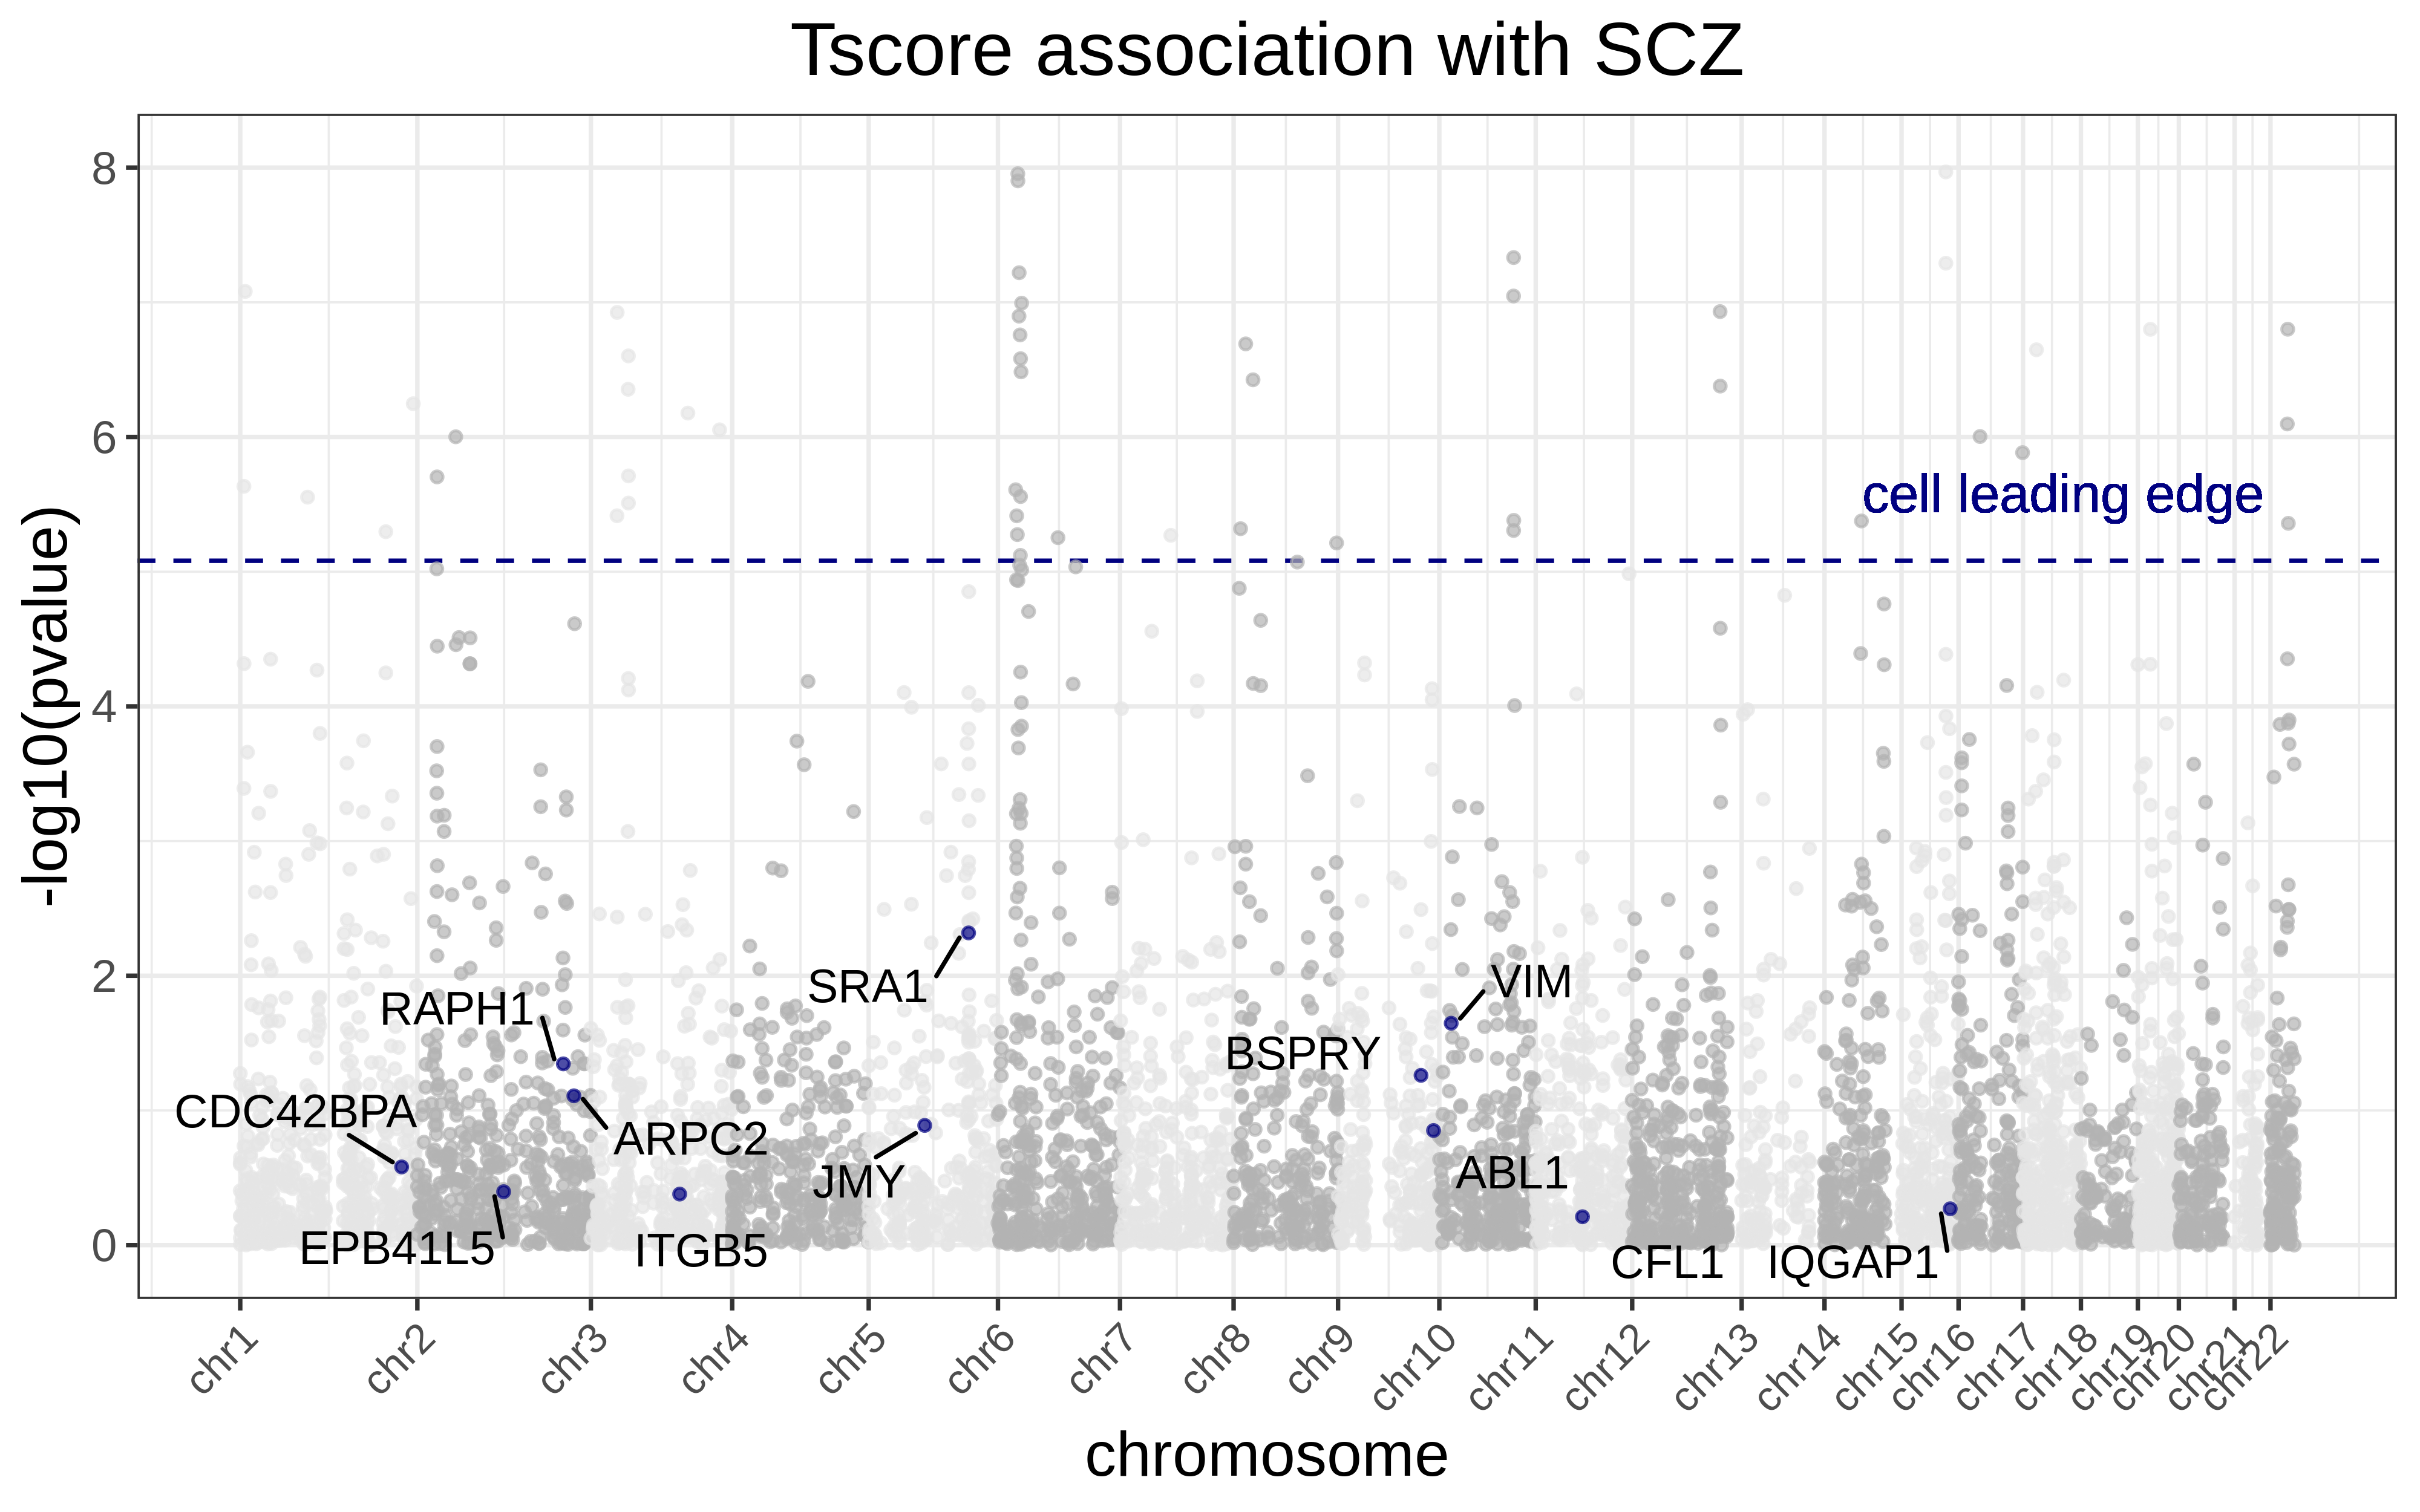 Tscore association with SCZ
-log10(pvalue)
8
6
4
2
0
cell leading edge
SRA1
VIM
RAPH1
BSPRY
CDC42BPA
ARPC2
JMY
ABL1
EPB41L5
ITGB5
CFL1
IQGAP1
chr1
chr2
chr3
chr4
chr5
chr6
chr7
chr8
chr9
chr10
chr11
chr12
chr13
chr14
chr15
chr16
chr17
chr18
chr19
chr20
chr21
chr22
chromosome